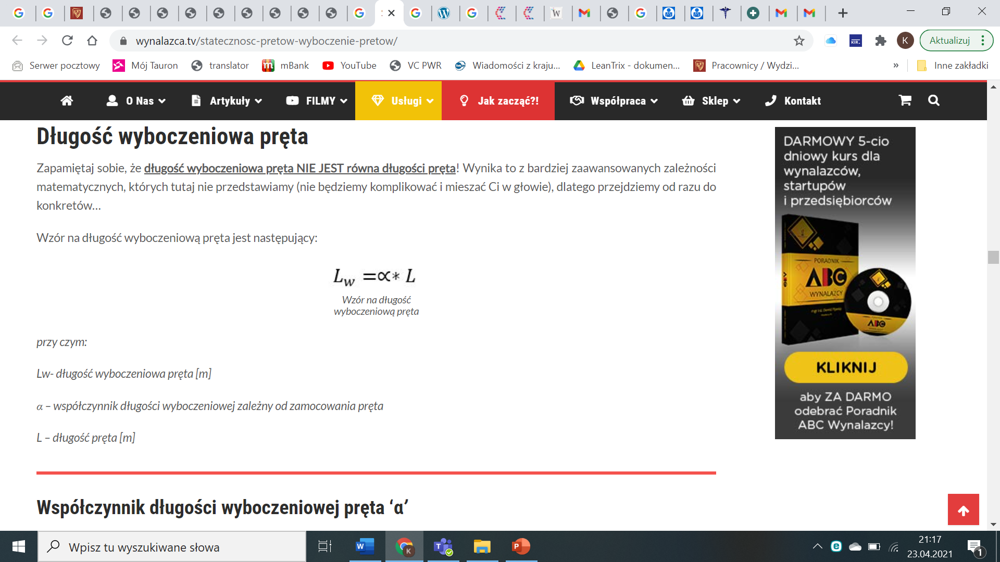 wynalazca.tv/statecznosc-pretow-wyboczenie-pretow/
K
Aktualizuj
Serwer pocztowy
Mój Tauron
translator
mBank
YouTube
VC PWR
Wiadomości z kraju...
LeanTrix - dokumen...
Pracownicy / Wydzi...
»
Inne zakładki
O Nas
Artykuły
FILMY
Usługi
Jak zacząć?!
Współpraca
Sklep
Kontakt
Długość wyboczeniowa pręta
Zapamiętaj sobie, że długość wyboczeniowa pręta NIE JEST równa długości pręta! Wynika to z bardziej zaawansowanych zależności
matematycznych, których tutaj nie przedstawiamy (nie będziemy komplikować i mieszać Ci w głowie), dlatego przejdziemy od razu do
konkretów…
Wzór na długość wyboczeniową pręta jest następujący:
L_w =∝* L
Wzór na długość
wyboczeniową pręta
przy czym:
Lw- długość wyboczeniowa pręta [m]
α – współczynnik długości wyboczeniowej zależny od zamocowania pręta
L – długość pręta [m]
Współczynnik długości wyboczeniowej pręta ‘α’
DARMOWY 5-cio
dniowy kurs dla
wynalazców,
startupów
i przedsiębiorców
PORADNIK
ABC
WYNALAZCY
ABC
KLIKNIJ
aby ZA DARMO
odebrać Poradnik
ABC Wynalazcy!
Wpisz tu wyszukiwane słowa
21:17
23.04.2021
1